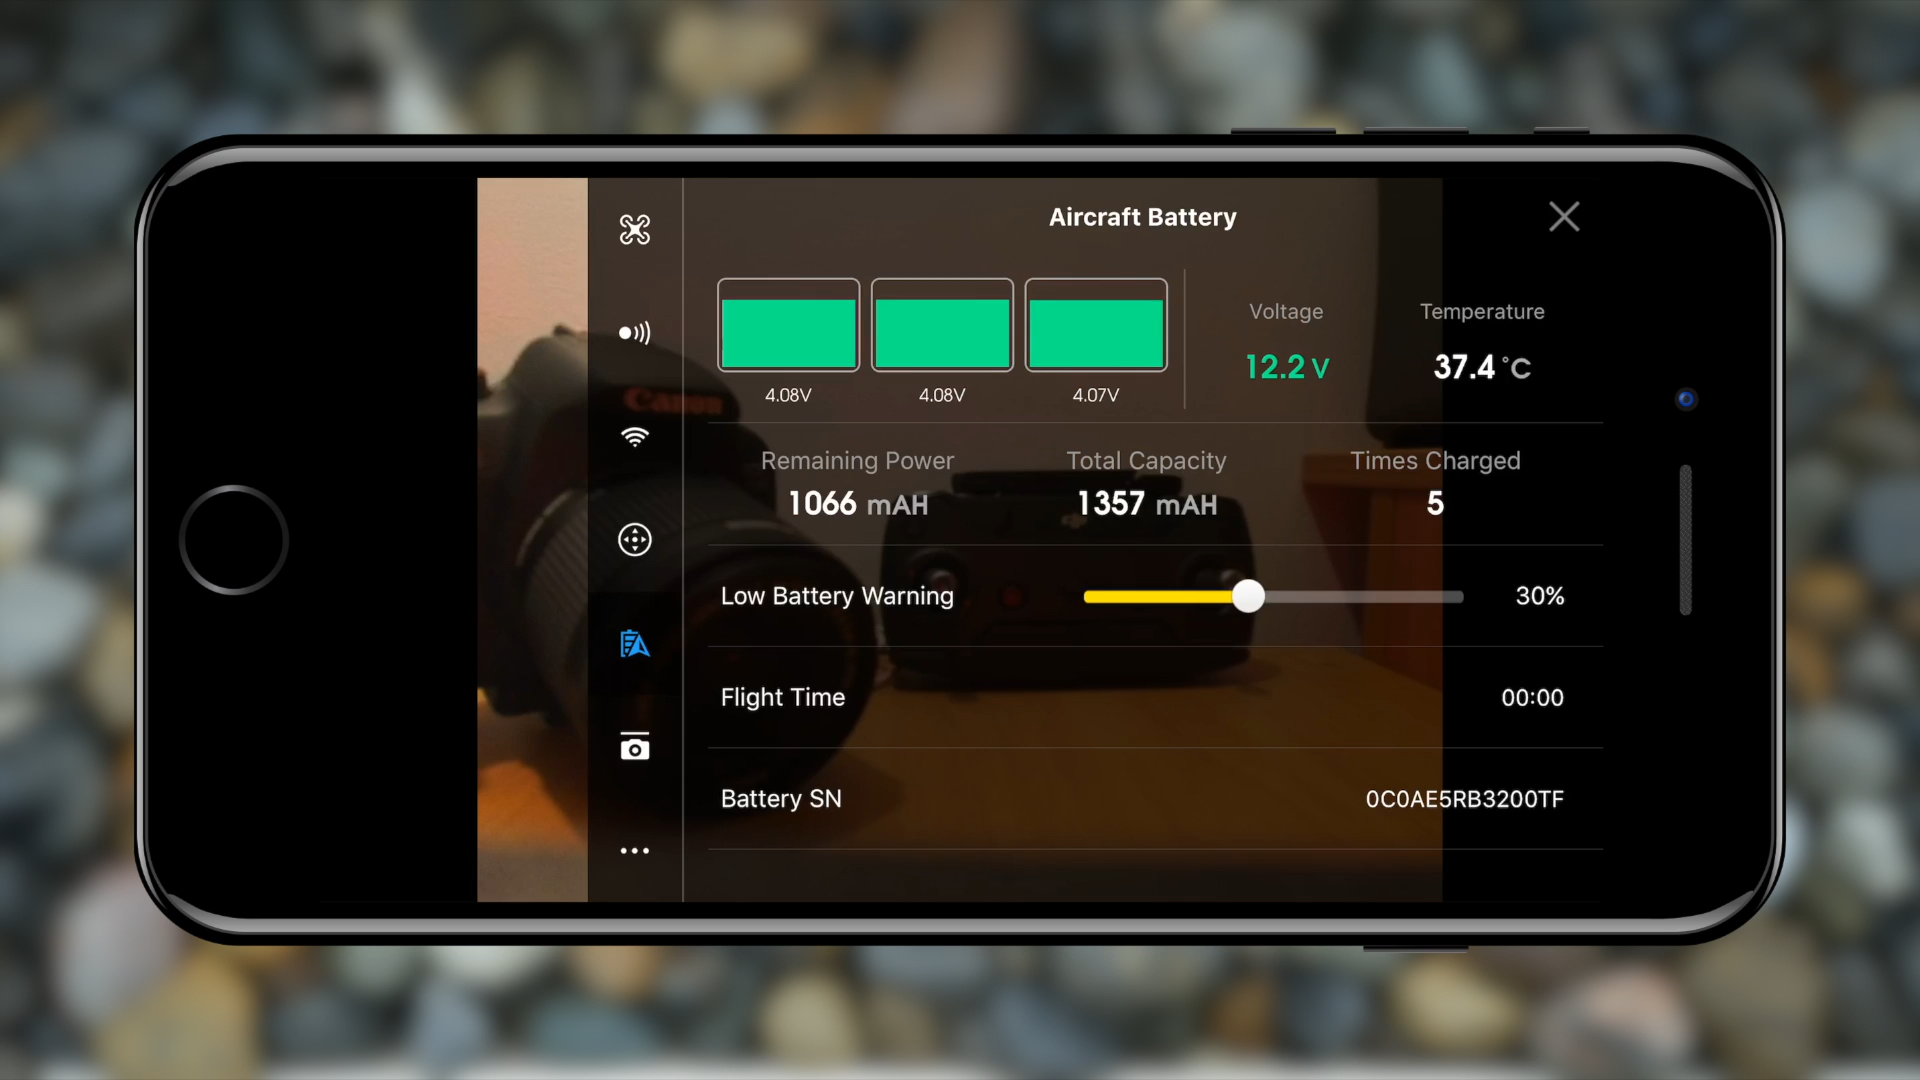 Aircraft Battery
Voltage
Temperature
12.2 V
37.4 °C
4.08V
4.08V
4.07V
Canon
Remaining Power
Total Capacity
Times Charged
1066 mAH
1357 mAH
5
Low Battery Warning
30%
Flight Time
00:00
Battery SN
0C0AE5RB3200TF